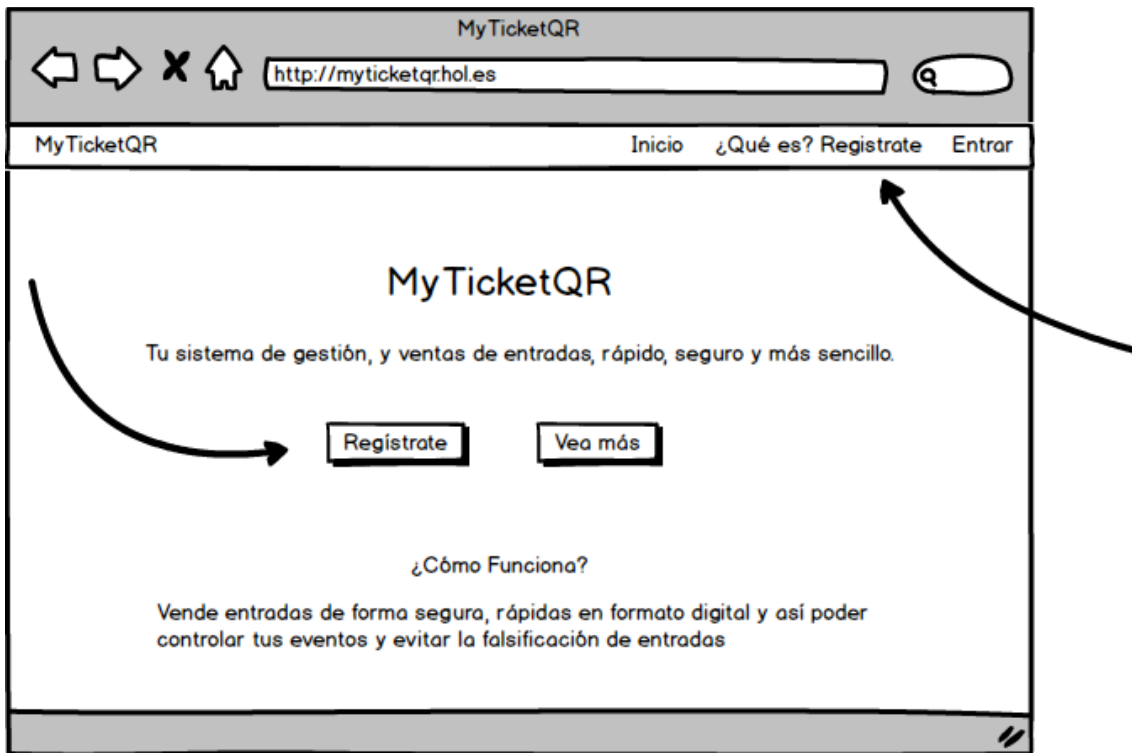 MyTicketQR
http://myticketqr.hol.es
MyTicketQR Inicio ¿Qué es? Registrate Entrar
MyTicketQR
Tu sistema de gestión, y ventas de entradas, rápido, seguro y más sencillo.
Regístrate Vea más
¿Cómo Funciona?
Vende entradas de forma segura, rápidas en formato digital y así poder
controlar tus eventos y evitar la falsificación de entradas